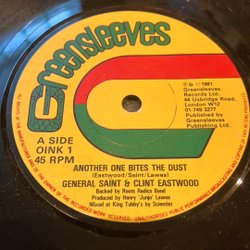 Greensleeves
℗ & © 1981
Greensleeves
Records Ltd.
44 Uxbridge Road,
London W12
01-749 3277
Published by
Greensleeves
Publishing Ltd.
A SIDE
OINK 1
45 RPM
ANOTHER ONE BITES THE DUST
(Eastwood/Saint/Lawes)
GENERAL SAINT & CLINT EASTWOOD
Backed by Roots Radics Band
Produced by Henry 'Junjo' Lawes
Mixed at King Tubby's by Scientist